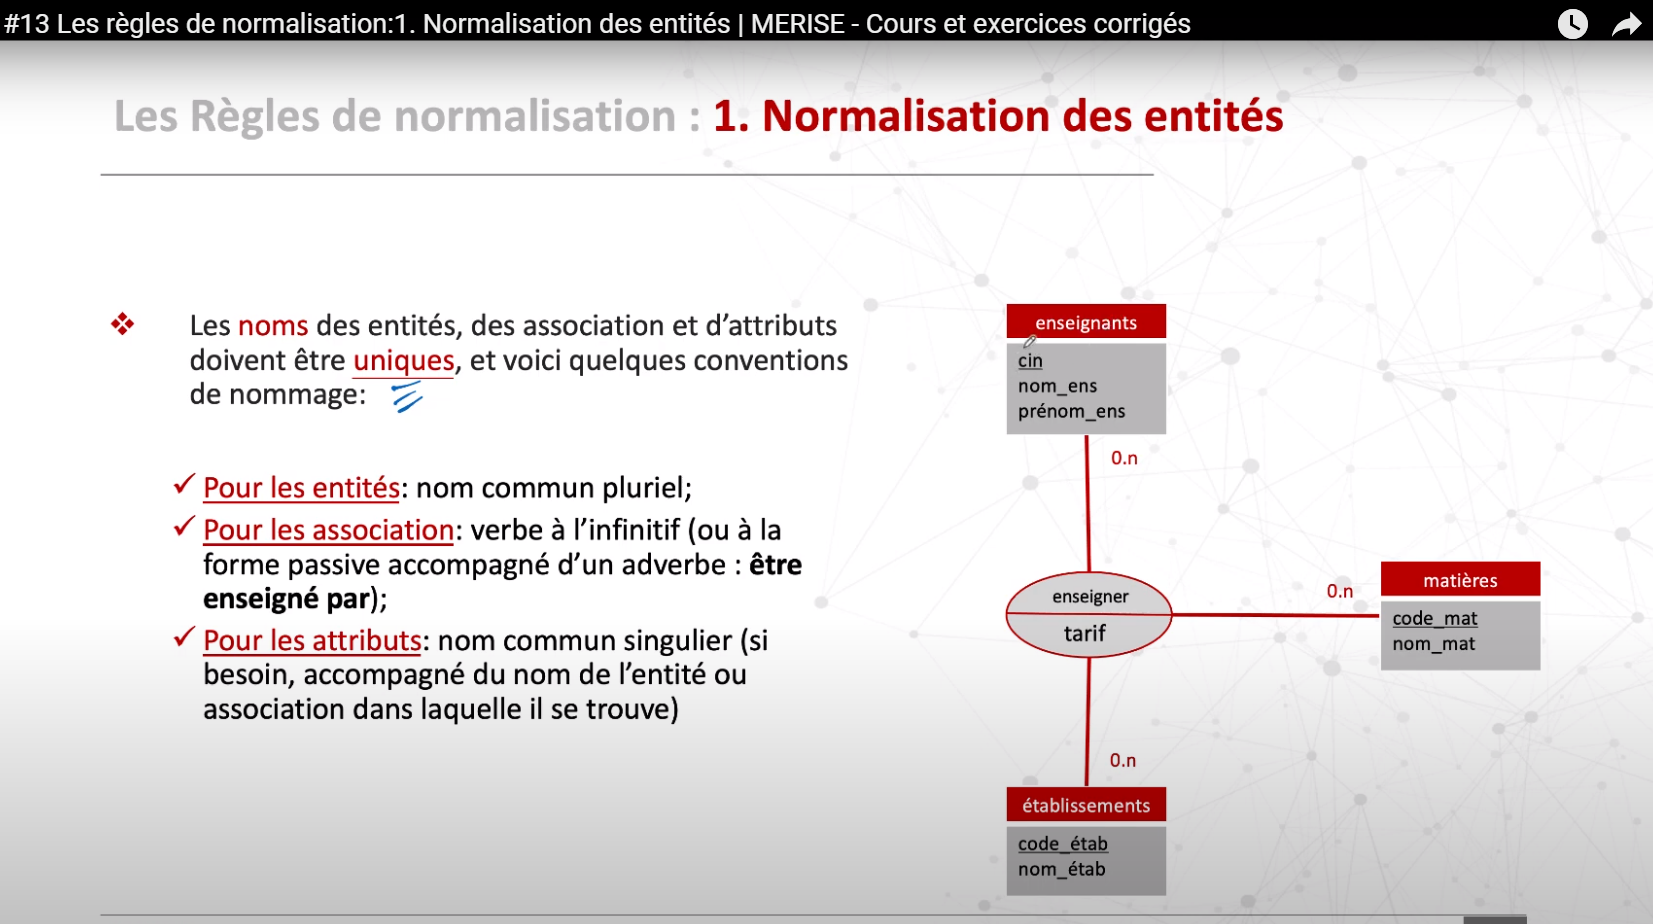 #13 Les règles de normalisation:1. Normalisation des entités | MERISE - Cours et exercices corrigés
Les Règles de normalisation : 1. Normalisation des entités
Les noms des entités, des association et d'attributs
doivent être uniques, et voici quelques conventions
de nommage:
Pour les entités: nom commun pluriel;
Pour les association: verbe à l'infinitif (ou à la
forme passive accompagné d'un adverbe : être
enseigné par);
Pour les attributs: nom commun singulier (si
besoin, accompagné du nom de l'entité ou
association dans laquelle il se trouve)
enseignants
cin
nom_ens
prénom_ens
0.n
enseigner
tarif
0.n
matières
code_mat
nom_mat
0.n
établissements
code_étab
nom_étab